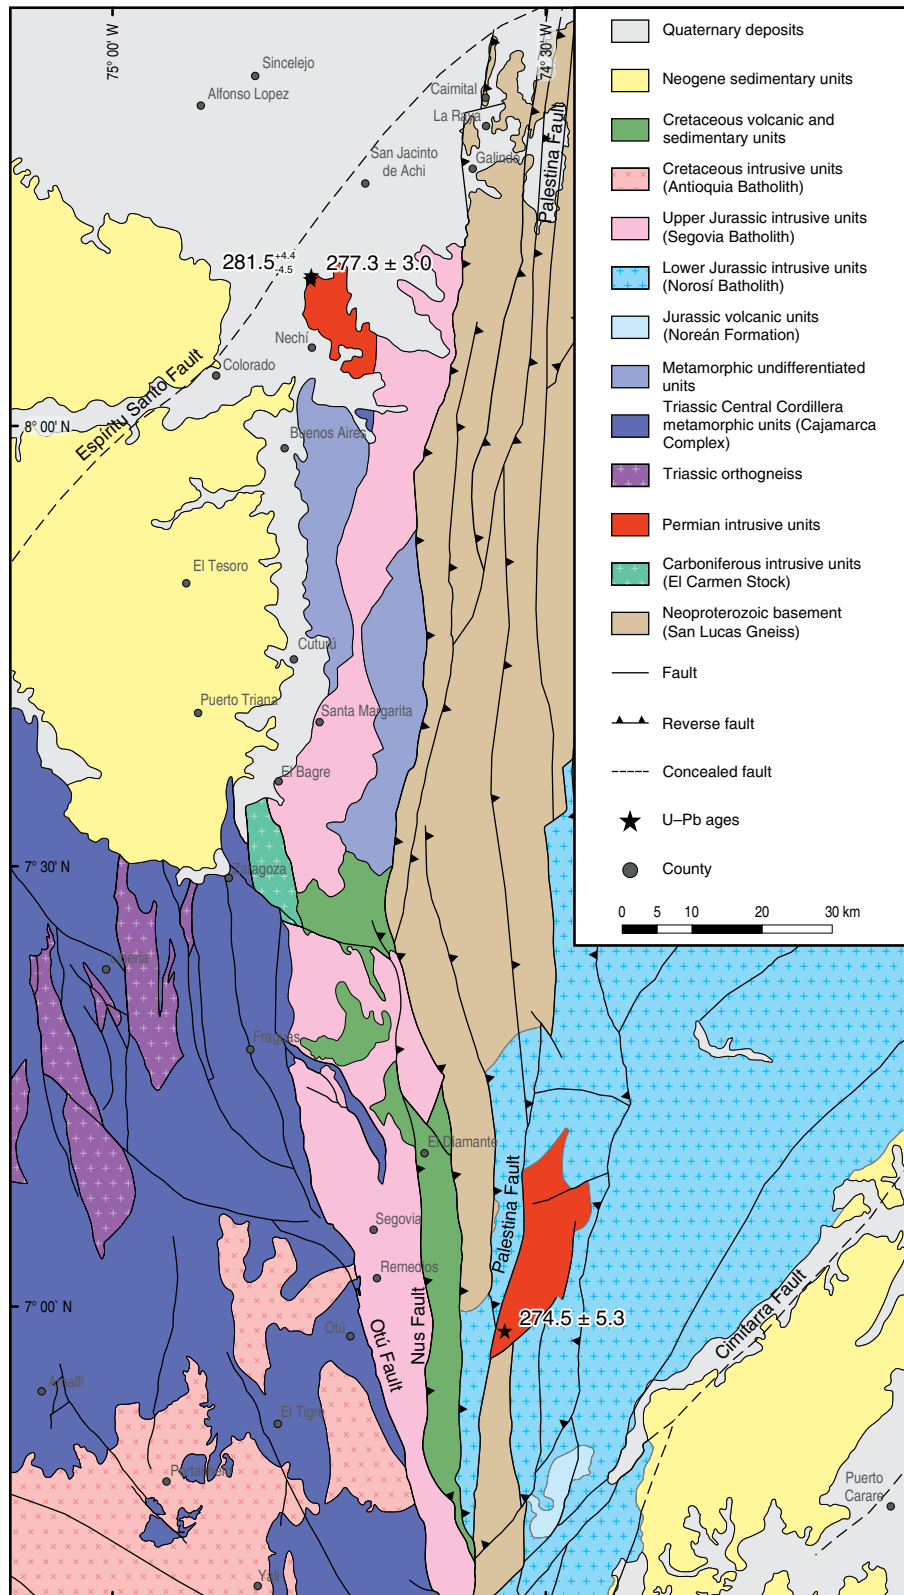 75° 00' W
74° 30' W
Sincelejo
Alfonso Lopez
Caimital
La Raya
San Jacinto
de Achi
Galindo
Palestina Fault
281.5+4.4
-4.5
277.3 ± 3.0
Nechí
Colorado
Espíritu Santo Fault
8° 00' N
Buenos Aires
El Tesoro
Cuturú
Puerto Triana
Santa Margarita
El Bagre
7° 30' N
Zaragoza
Liberia
Fraguas
El Diamante
Palestina Fault
Segovia
Remedios
7° 00` N
Otú
Otú Fault
Nus Fault
274.5 ± 5.3
Cimitarra Fault
Amalfi
El Tigre
Portachelo
Puerto
Carare
Yalí
Quaternary deposits
Neogene sedimentary units
Cretaceous volcanic and
sedimentary units
Cretaceous intrusive units
(Antioquia Batholith)
Upper Jurassic intrusive units
(Segovia Batholith)
Lower Jurassic intrusive units
(Norosí Batholith)
Jurassic volcanic units
(Noreán Formation)
Metamorphic undifferentiated
units
Triassic Central Cordillera
metamorphic units (Cajamarca
Complex)
Triassic orthogneiss
Permian intrusive units
Carboniferous intrusive units
(El Carmen Stock)
Neoproterozoic basement
(San Lucas Gneiss)
Fault
Reverse fault
Concealed fault
U–Pb ages
County
0 5 10 20 30 km